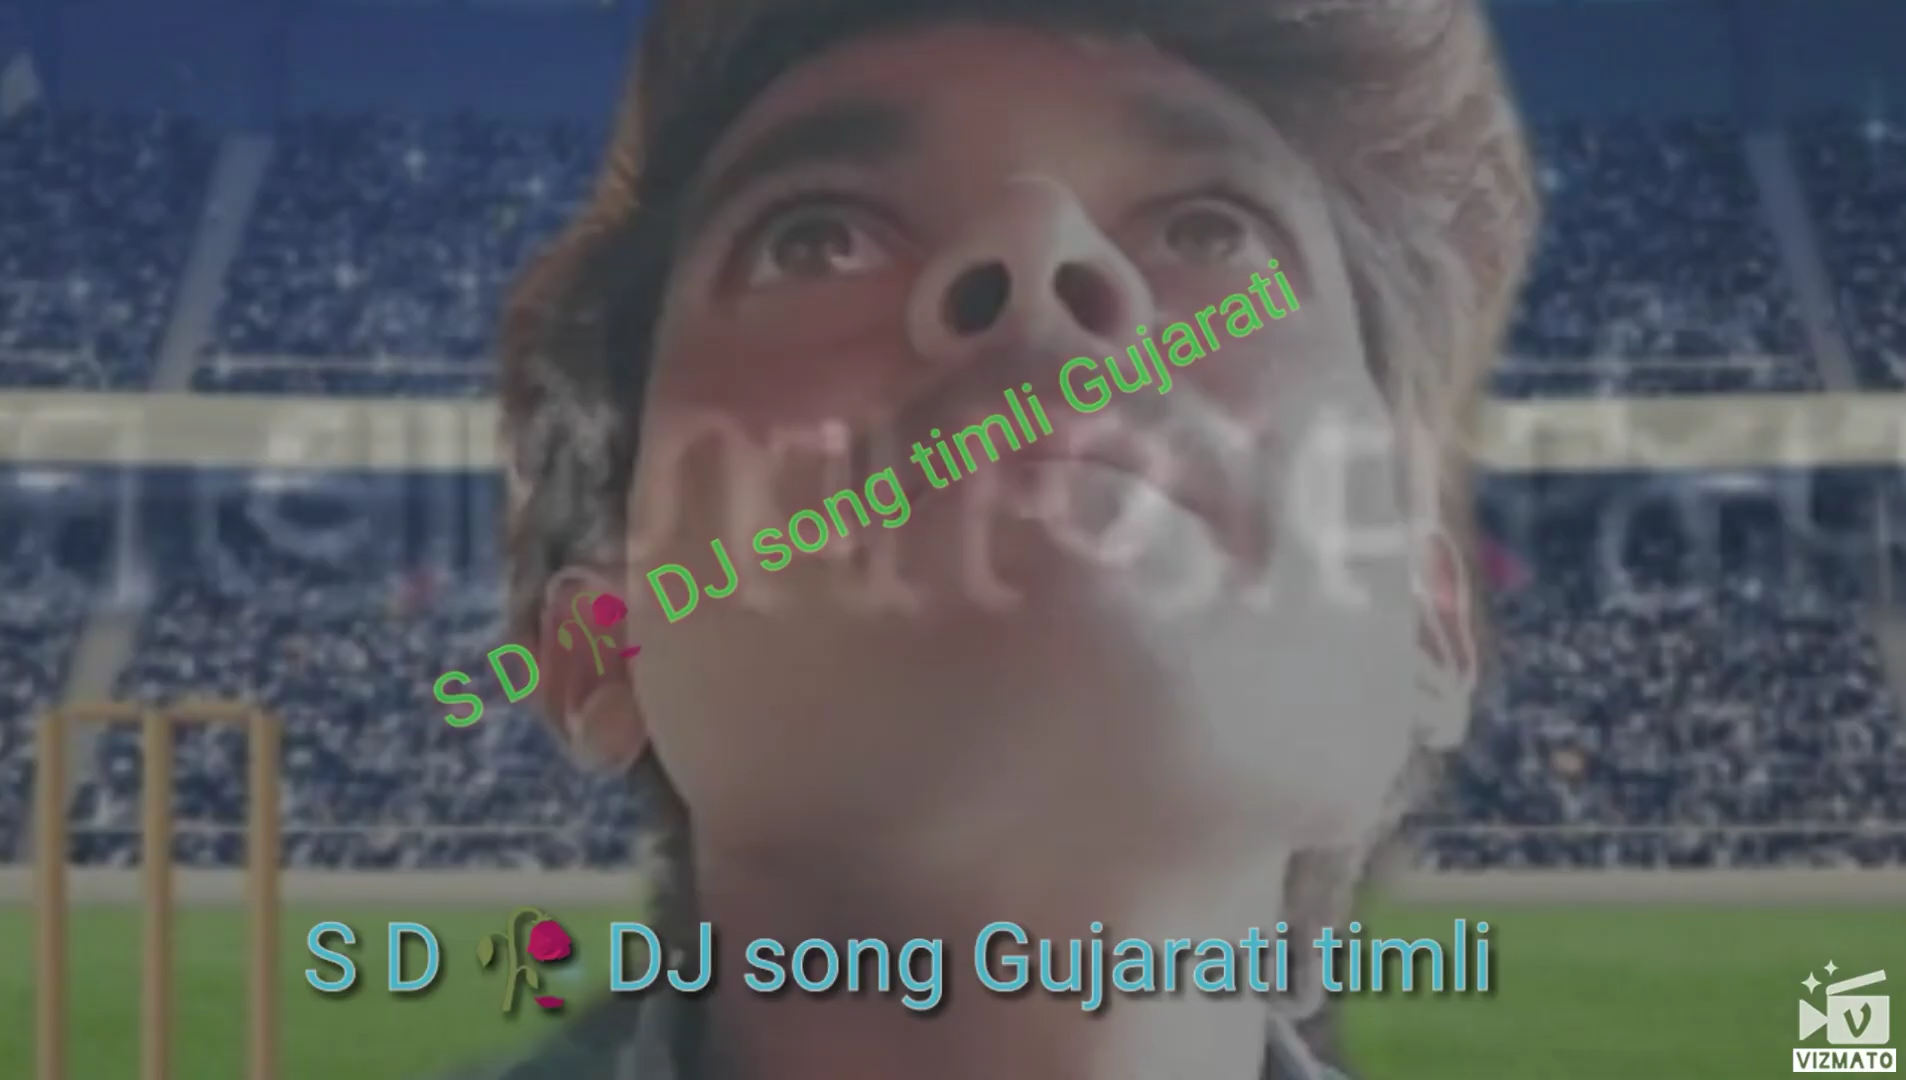 S D 🥀 DJ song timli Gujarati
S D 🥀 DJ song Gujarati timli
VIZMATO